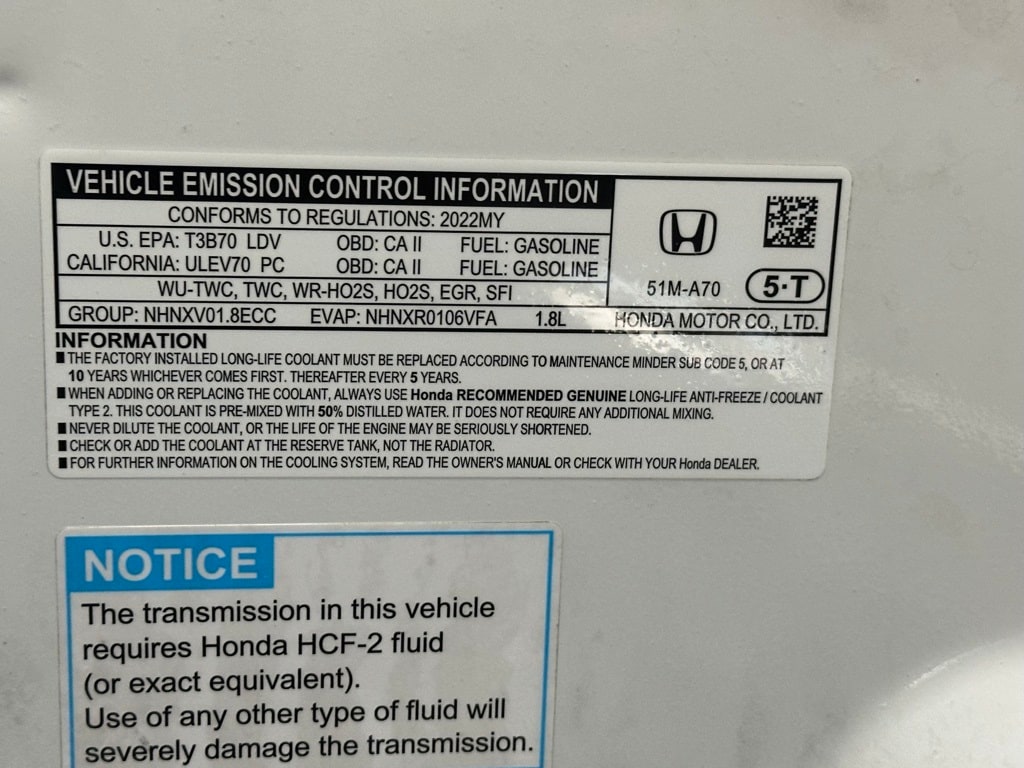 VEHICLE EMISSION CONTROL INFORMATION
CONFORMS TO REGULATIONS: 2022MY
U.S. EPA: T3B70 LDV OBD: CA II FUEL: GASOLINE
CALIFORNIA: ULEV70 PC OBD: CA II FUEL: GASOLINE
WU-TWC, TWC, WR-HO2S, HO2S, EGR, SFI
51M-A70 5·T
GROUP: NHNXV01.8ECC EVAP: NHNXR0106VFA 1.8L HONDA MOTOR CO., LTD.
INFORMATION
■ THE FACTORY INSTALLED LONG-LIFE COOLANT MUST BE REPLACED ACCORDING TO MAINTENANCE MINDER SUB CODE 5, OR AT
10 YEARS WHICHEVER COMES FIRST. THEREAFTER EVERY 5 YEARS.
■ WHEN ADDING OR REPLACING THE COOLANT, ALWAYS USE Honda RECOMMENDED GENUINE LONG-LIFE ANTI-FREEZE / COOLANT
TYPE 2. THIS COOLANT IS PRE-MIXED WITH 50% DISTILLED WATER. IT DOES NOT REQUIRE ANY ADDITIONAL MIXING.
■ NEVER DILUTE THE COOLANT, OR THE LIFE OF THE ENGINE MAY BE SERIOUSLY SHORTENED.
■ CHECK OR ADD THE COOLANT AT THE RESERVE TANK, NOT THE RADIATOR.
■ FOR FURTHER INFORMATION ON THE COOLING SYSTEM, READ THE OWNER'S MANUAL OR CHECK WITH YOUR Honda DEALER.
NOTICE
The transmission in this vehicle
requires Honda HCF-2 fluid
(or exact equivalent).
Use of any other type of fluid will
severely damage the transmission.